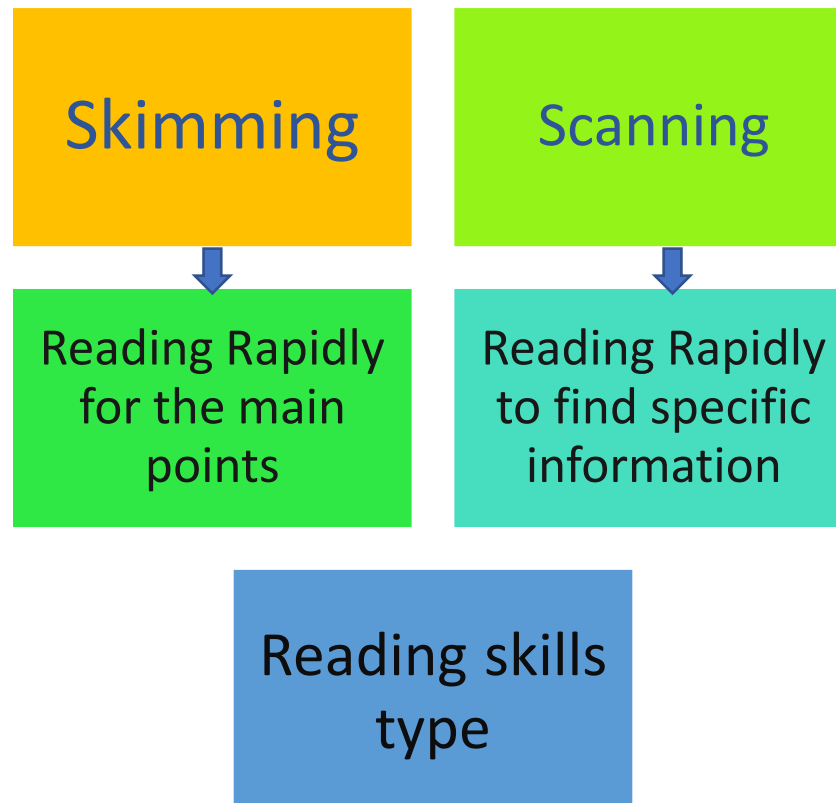 Skimming
Scanning
Reading Rapidly
for the main
points
Reading Rapidly
to find specific
information
Reading skills
type